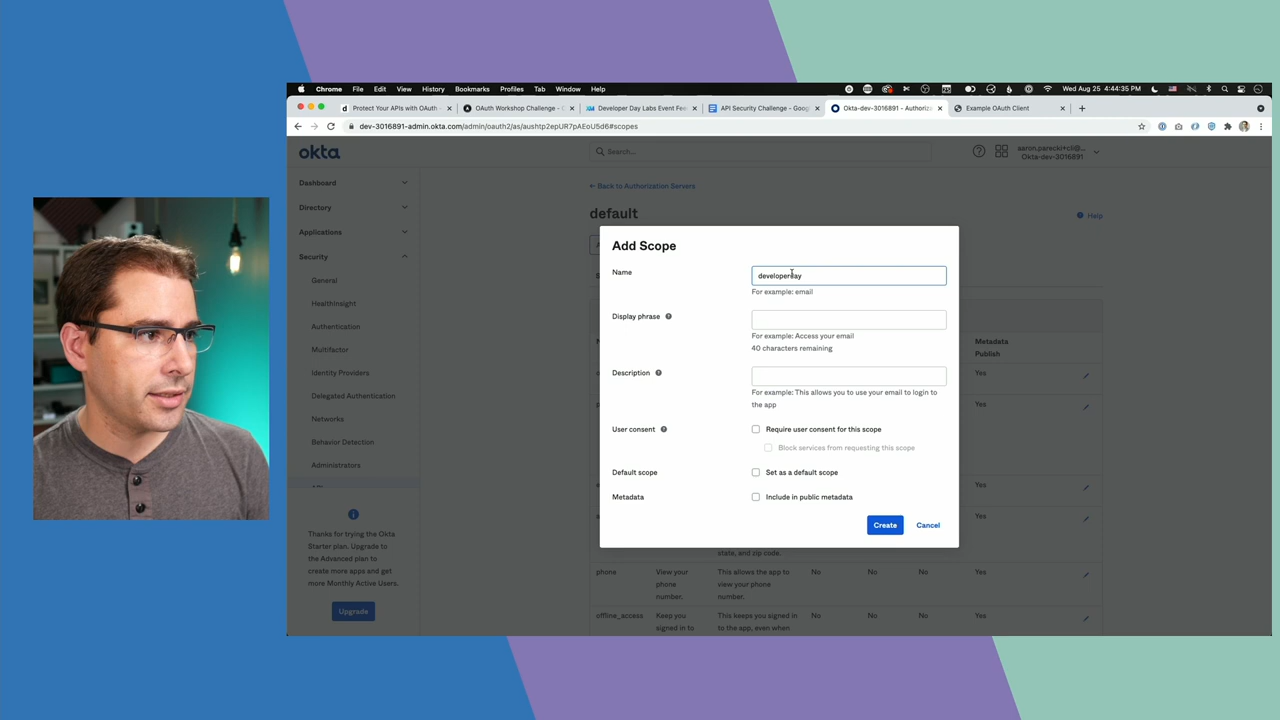 Chrome File Edit View History Bookmarks Profiles Tab Window Help
Wed Aug 25 4:44:35 PM
Protect Your APIs with OAuth
OAuth Workshop Challenge -
Developer Day Labs Event Fee
API Security Challenge - Goog
Okta-dev-3016891 - Authoriz
Example OAuth Client
dev-3016891-admin.okta.com/admin/oauth2/as/aushtp2epUR7pAEoU5d6#scopes
okta
Search...
aaron.parecki+cli@...
Okta-dev-3016891
Dashboard
Directory
Applications
Security
General
HealthInsight
Authentication
Multifactor
Identity Providers
Delegated Authentication
Networks
Behavior Detection
Administrators
Thanks for trying the Okta
Starter plan. Upgrade to
the Advanced plan to
create more apps and get
more Monthly Active Users.
Upgrade
← Back to Authorization Servers
default
Help
Add Scope
Name
developerday
For example: email
Display phrase
For example: Access your email
40 characters remaining
Description
For example: This allows you to use your email to login to
the app
User consent
Require user consent for this scope
Block services from requesting this scope
Default scope
Set as a default scope
Metadata
Include in public metadata
Create
Cancel
Metadata
Publish
Yes
Yes
Yes
Yes
state, and zip code.
phone
View your
phone
number.
This allows the app to
view your phone
number.
No
No
No
Yes
offline_access
Keep you
signed in to
This keeps you signed in
to the app, even when
No
No
No
Yes